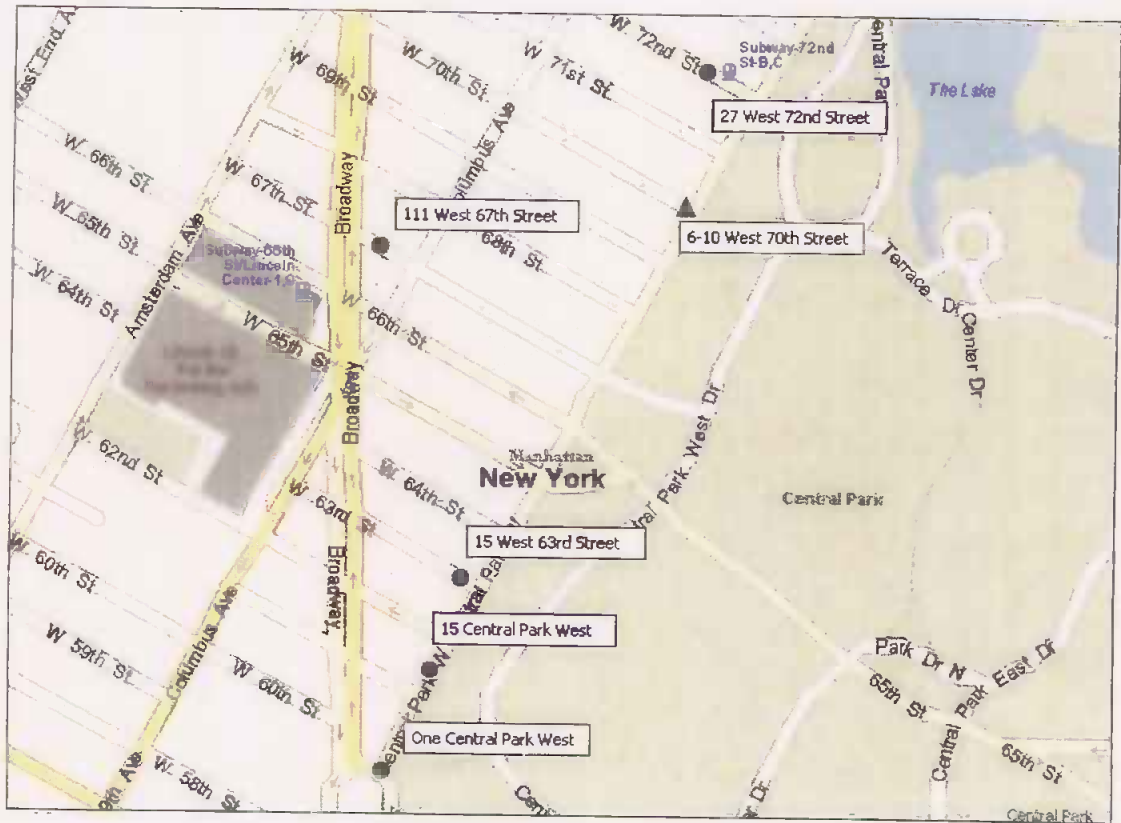 West End A
W 72nd St
Subway-72nd
St-B,C
The Lake
W 71st St
W 70th St
W 69th St
27 West 72nd Street
Columbus Ave
Broadway
W 66th St
W 67th St
111 West 67th Street
6-10 West 70th Street
68th St
W 65th St
Subway-66th
St/Lincoln
Center-1,9
Terrace Dr
Amsterdam Ave
W 64th St
W 66th St
W 65th St
Center Dr
Broadway
Central Park West Dr
W 62nd St
Manhattan
New York
W 64th St
Central Park
W 63rd St
15 West 63rd Street
W 60th St
Broadway
15 Central Park West
W 59th St
Columbus Ave
Park Dr N
Central Park East Dr
W 60th St
65th St
One Central Park West
65th St
9th Ave
W 58th St
Central Park